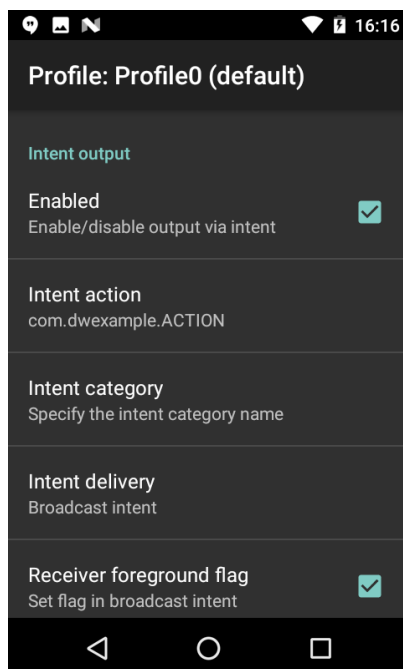 16:16
Profile: Profile0 (default)
Intent output
Enabled
Enable/disable output via intent
Intent action
com.dwexample.ACTION
Intent category
Specify the intent category name
Intent delivery
Broadcast intent
Receiver foreground flag
Set flag in broadcast intent